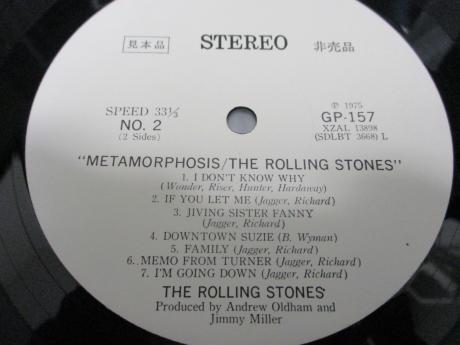 見本品 STEREO 非売品
SPEED 33⅓ ℗ 1975
NO. 2 GP-157
(2 Sides) XZAL 13898
(SDLBT 3668) L
"METAMORPHOSIS/THE ROLLING STONES"
1. I DON'T KNOW WHY
(Wonder, Riser, Hunter, Hardaway)
2. IF YOU LET ME (Jagger, Richard)
3. JIVING SISTER FANNY
(Jagger, Richard)
4. DOWNTOWN SUZIE (B. Wyman)
5. FAMILY (Jagger, Richard)
6. MEMO FROM TURNER (Jagger, Richard)
7. I'M GOING DOWN (Jagger, Richard)
THE ROLLING STONES
Produced by Andrew Oldham and
Jimmy Miller